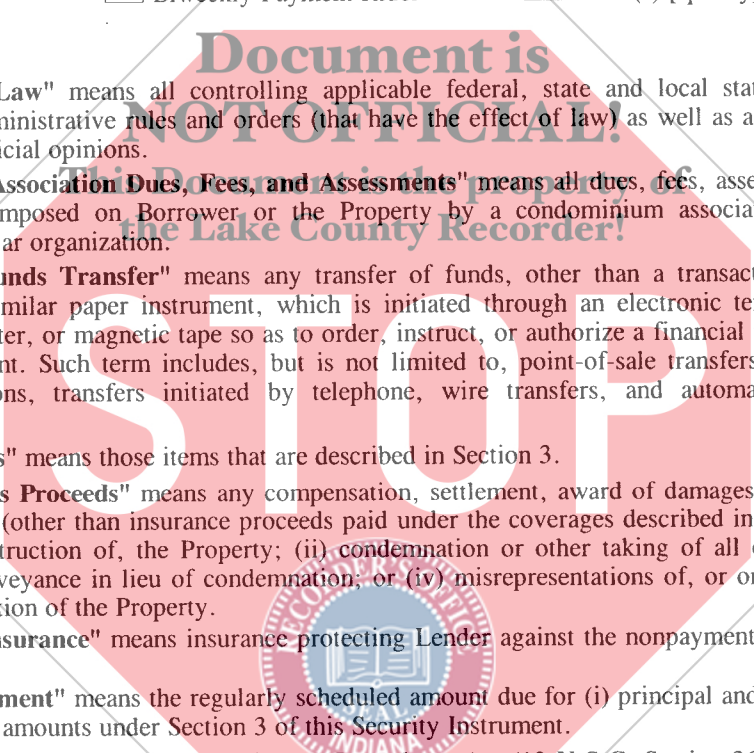 Document is
Law" means all controlling applicable federal, state and local stat
ministrative rules and orders (that have the effect of law) as well as a
NOT OFFICIAL!
icial opinions.
This Document is the property of
Association Dues, Fees, and Assessments" means all dues, fees, asse
mposed on Borrower or the Property by a condominium associa
the Lake County Recorder!
ar organization.
unds Transfer" means any transfer of funds, other than a transact
milar paper instrument, which is initiated through an electronic te
ter, or magnetic tape so as to order, instruct, or authorize a financial
nt. Such term includes, but is not limited to, point-of-sale transfers
ons, transfers initiated by telephone, wire transfers, and automa
STOP
s" means those items that are described in Section 3.
s Proceeds" means any compensation, settlement, award of damages
(other than insurance proceeds paid under the coverages described in
truction of, the Property; (ii) condemnation or other taking of all
veyance in lieu of condemnation; or (iv) misrepresentations of, or o
tion of the Property.
nsurance" means insurance protecting Lender against the nonpayment
ment" means the regularly scheduled amount due for (i) principal and
amounts under Section 3 of this Security Instrument.
RECORDER'S OFFICE
SEAL
INDIANA